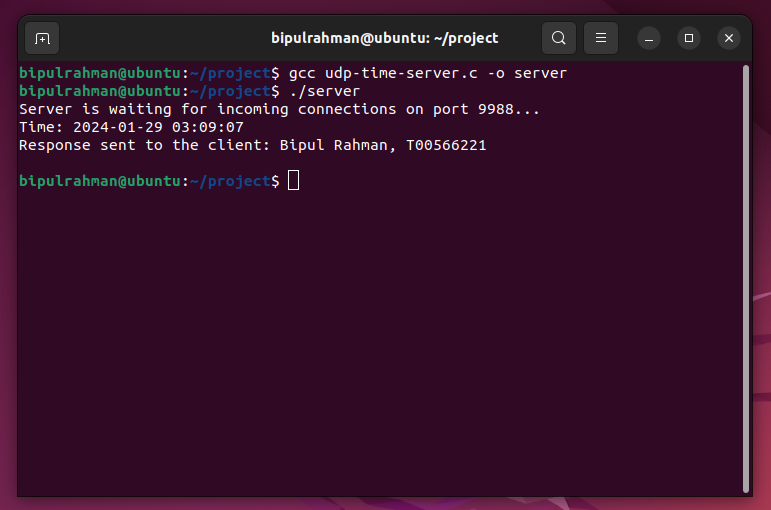 bipulrahman@ubuntu: ~/project
bipulrahman@ubuntu:~/project$ gcc udp-time-server.c -o server
bipulrahman@ubuntu:~/project$ ./server
Server is waiting for incoming connections on port 9988...
Time: 2024-01-29 03:09:07
Response sent to the client: Bipul Rahman, T00566221
bipulrahman@ubuntu:~/project$